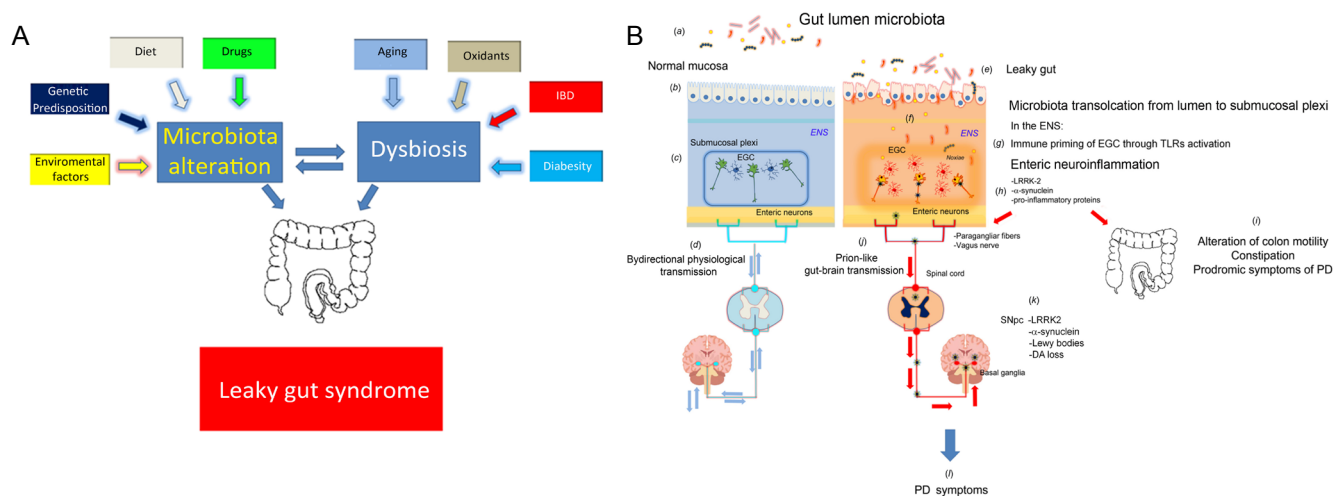 A
Diet
Drugs
Aging
Oxidants
Genetic
Predisposition
IBD
Microbiota
alteration
Dysbiosis
Enviromental
factors
Diabesity
Leaky gut syndrome
B
Gut lumen microbiota
(a)
Normal mucosa
(b)
ENS
Submucosal plexi
(c)
EGC
Enteric neurons
(d)
Bydirectional physiological
transmission
(e)
Leaky gut
(f)
Microbiota transolcation from lumen to submucosal plexi
ENS
In the ENS:
(g)
Immune priming of EGC through TLRs activation
EGC
Noxiae
Enteric neuroinflammation
(h)
-LRRK-2
-α-synuclein
-pro-inflammatory proteins
Enteric neurons
-Paragangliar fibers
-Vagus nerve
(i)
Alteration of colon motility
Constipation
Prodromic symptoms of PD
(j)
Prion-like
gut-brain transmission
Spinal cord
(k)
SNpc -LRRK2
-α-synuclein
-Lewy bodies
-DA loss
Basal ganglia
(l)
PD symptoms